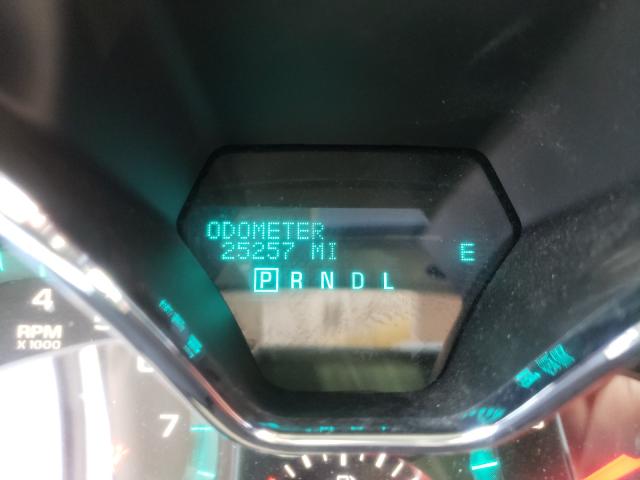 ODOMETER
25257 MI
E
P R N D L
4
RPM
X 1000
7